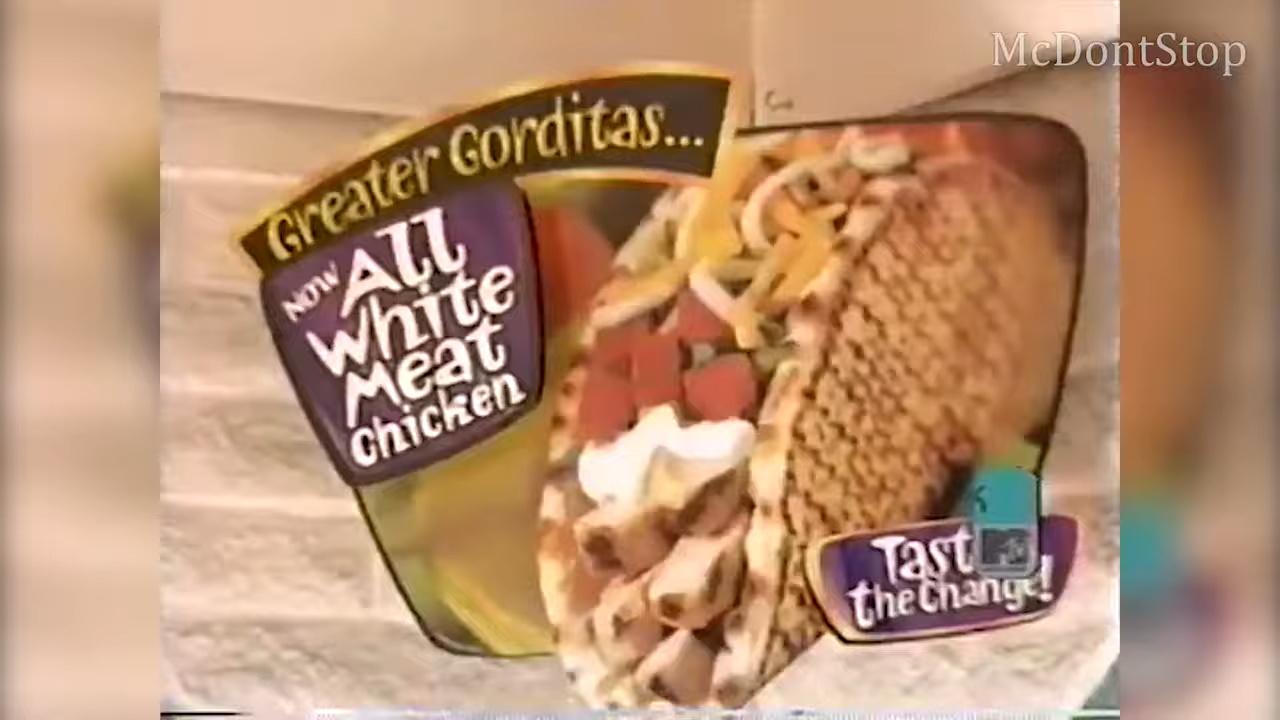 McDontStop
Greater Gorditas...
NOW All
White
Meat
Chicken
Tast
the Change!